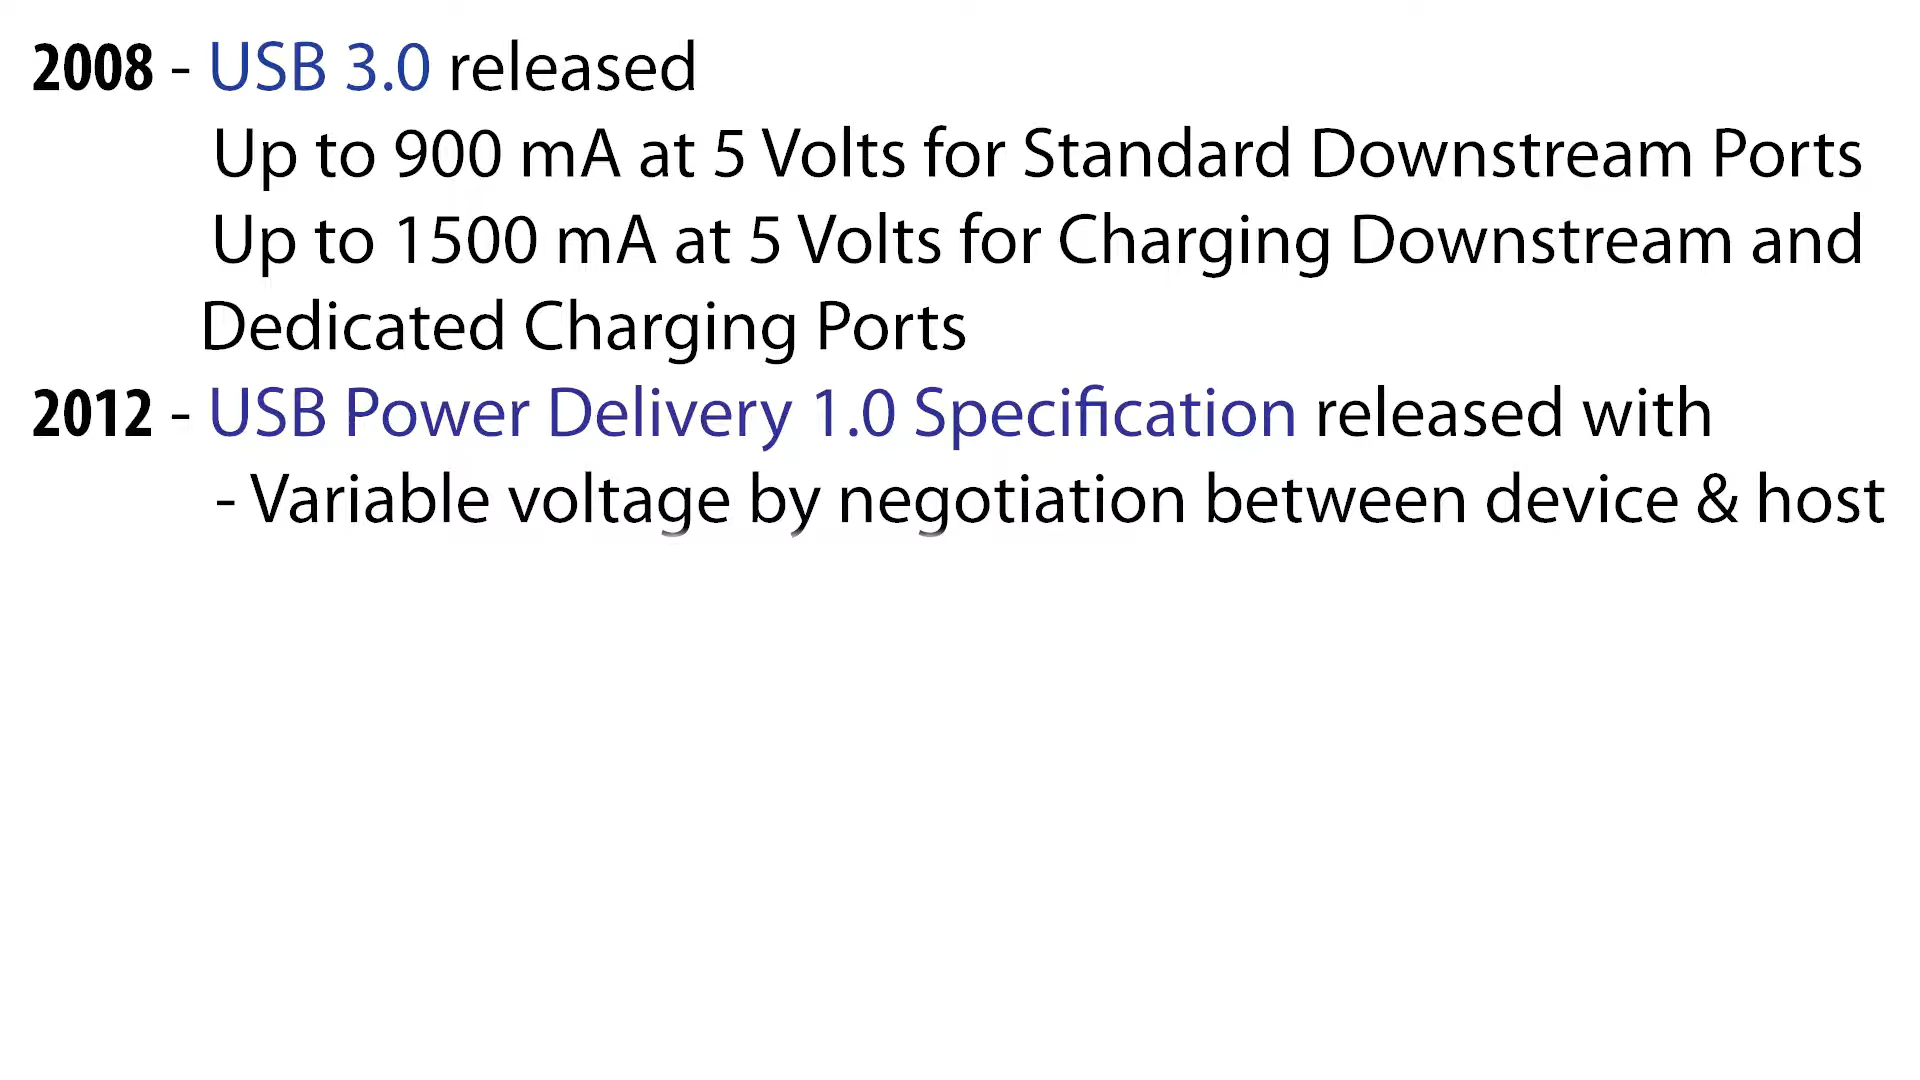 2008 - USB 3.0 released
Up to 900 mA at 5 Volts for Standard Downstream Ports
Up to 1500 mA at 5 Volts for Charging Downstream and
Dedicated Charging Ports
2012 - USB Power Delivery 1.0 Specification released with
- Variable voltage by negotiation between device & host